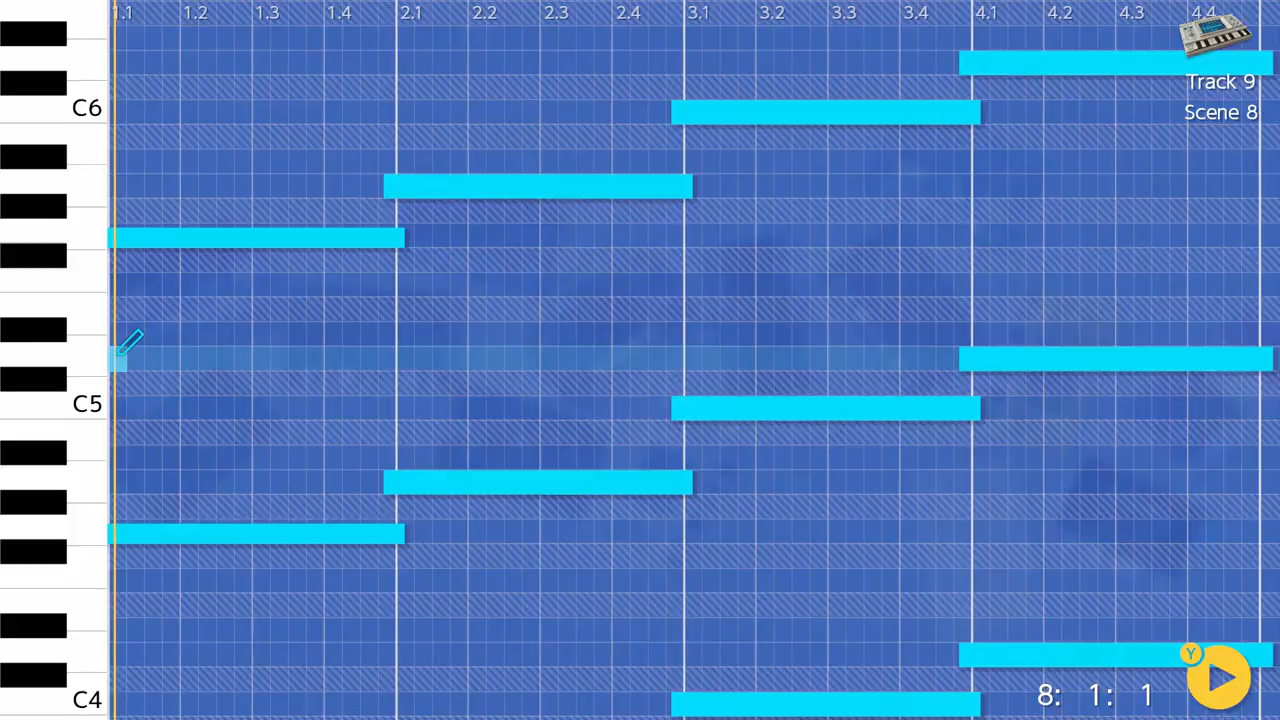 1.1 1.2 1.3 1.4 2.1 2.2 2.3 2.4 3.1 3.2 3.3 3.4 4.1 4.2 4.3 4.4
Track 9
C6
Scene 8
C5
Y
C4
8: 1: 1